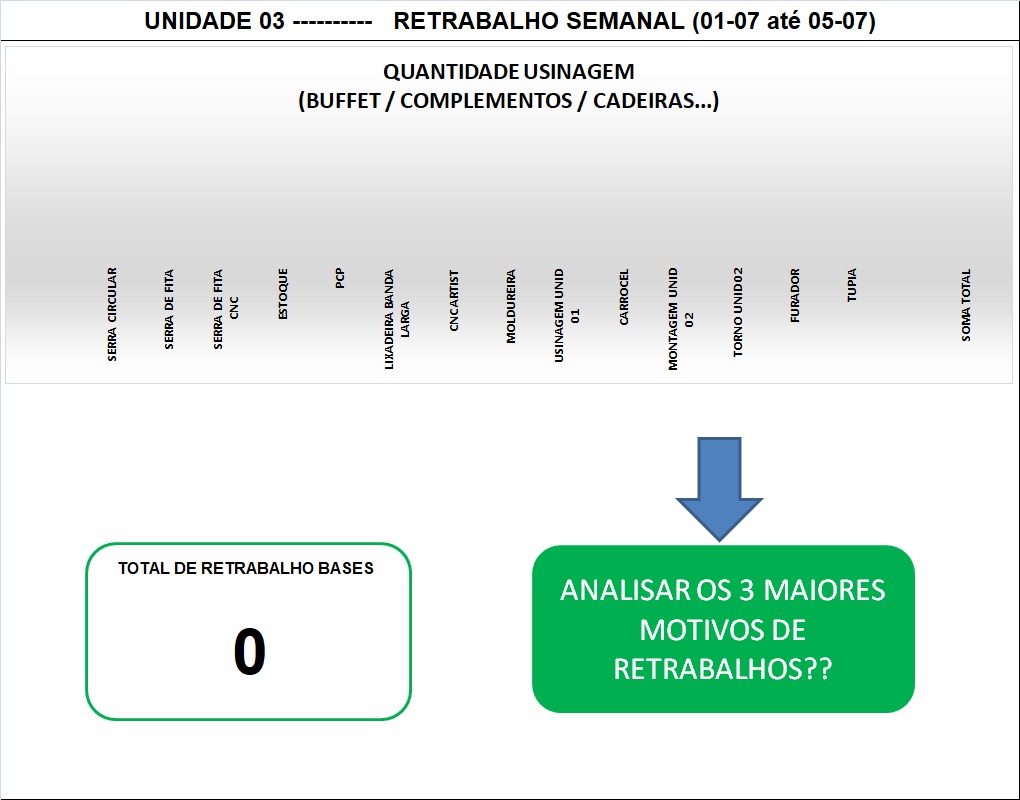 UNIDADE 03 ---------- RETRABALHO SEMANAL (01-07 até 05-07)
QUANTIDADE USINAGEM
(BUFFET / COMPLEMENTOS / CADEIRAS...)
SERRA CIRCULAR
SERRA DE FITA
SERRA DE FITA
CNC
ESTOQUE
PCP
LIXADEIRA BANDA
LARGA
CNC ARTIST
MOLDUREIRA
USINAGEM UNID
01
CARROCEL
MONTAGEM UNID
02
TORNO UNID02
FURADOR
TUPIA
SOMA TOTAL
TOTAL DE RETRABALHO BASES
0
ANALISAR OS 3 MAIORES
MOTIVOS DE
RETRABALHOS??